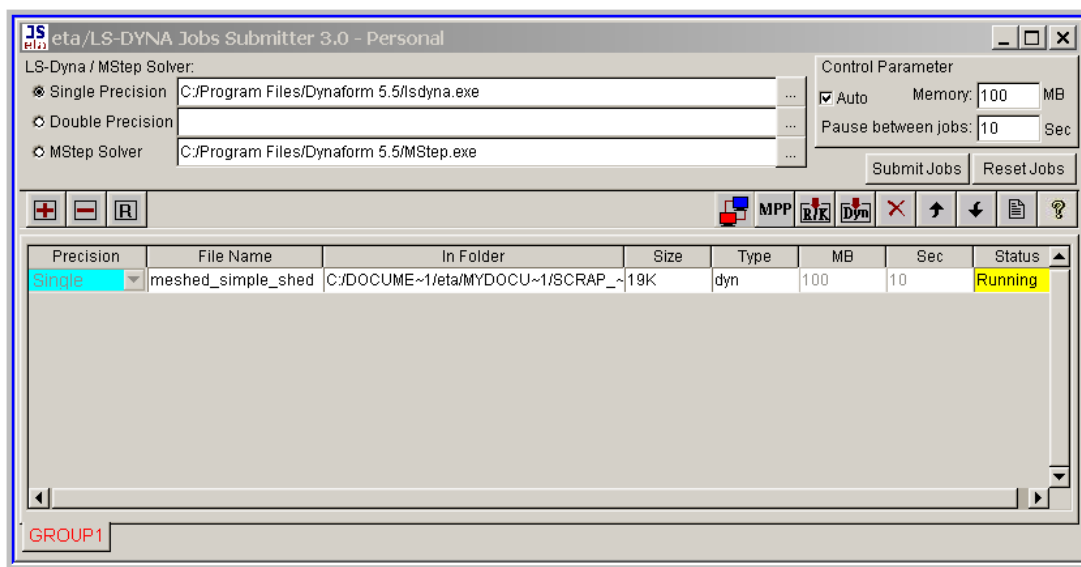 JS
eta
eta/LS-DYNA Jobs Submitter 3.0 - Personal
LS-Dyna / MStep Solver:
Single Precision C:/Program Files/Dynaform 5.5/lsdyna.exe ...
Double Precision ...
MStep Solver C:/Program Files/Dynaform 5.5/MStep.exe ...
Control Parameter
Auto Memory: 100 MB
Pause between jobs: 10 Sec
Submit Jobs Reset Jobs
R MPP R/K Dyn ?
Precision File Name In Folder Size Type MB Sec Status
Single meshed_simple_shed C:/DOCUME~1/eta/MYDOCU~1/SCRAP_~ 19K dyn 100 10 Running
GROUP1